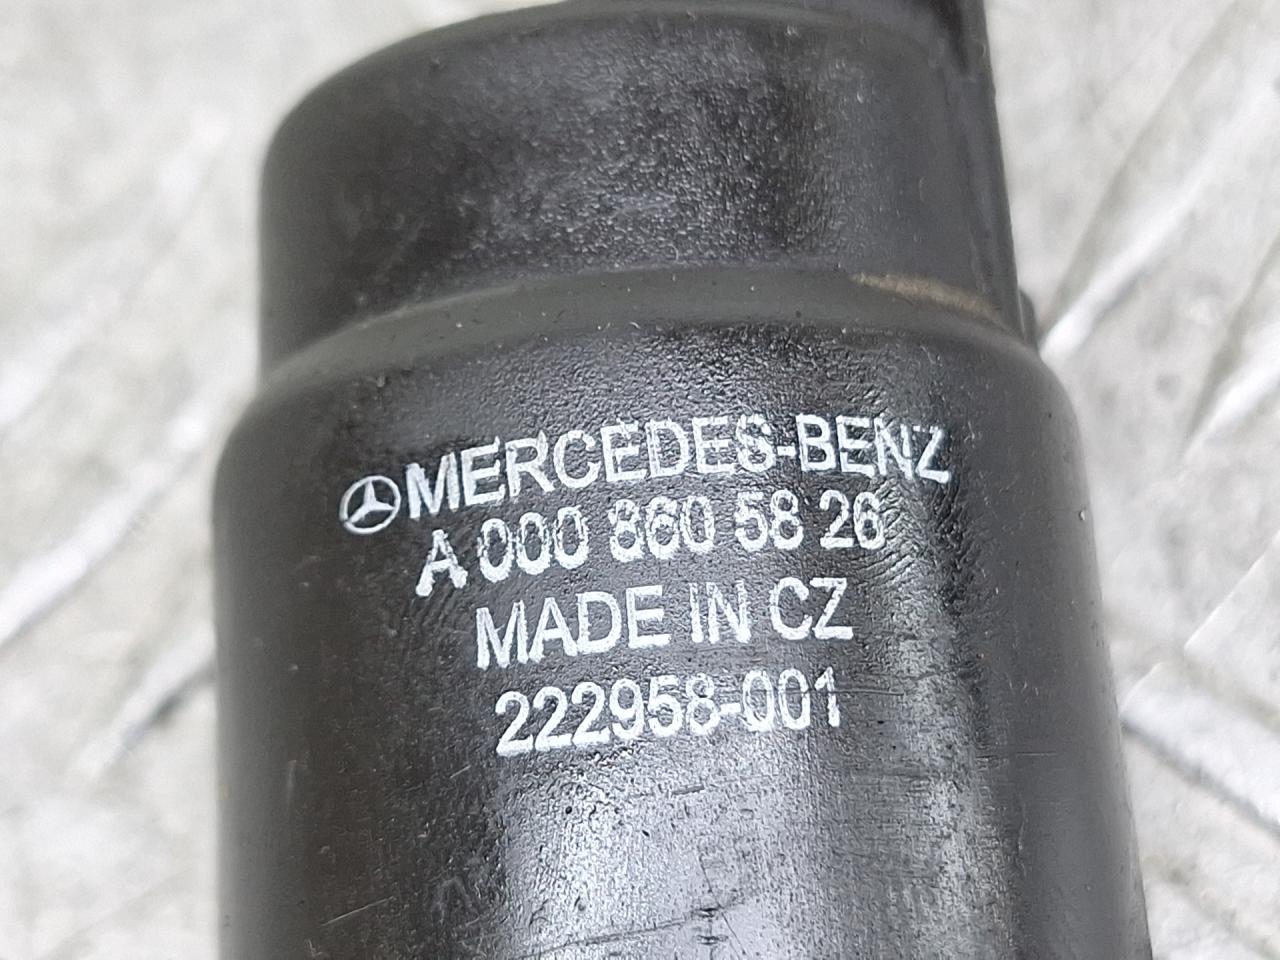 MERCEDES-BENZ
A 000 860 58 26
MADE IN CZ
222958-001